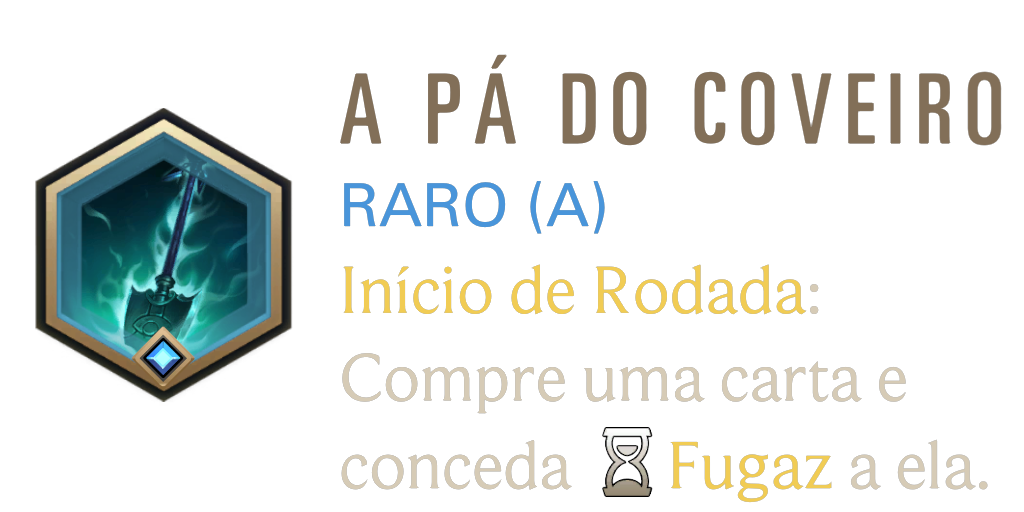 A PÁ DO COVEIRO
RARO (A)
Início de Rodada:
Compre uma carta e
conceda Fugaz a ela.